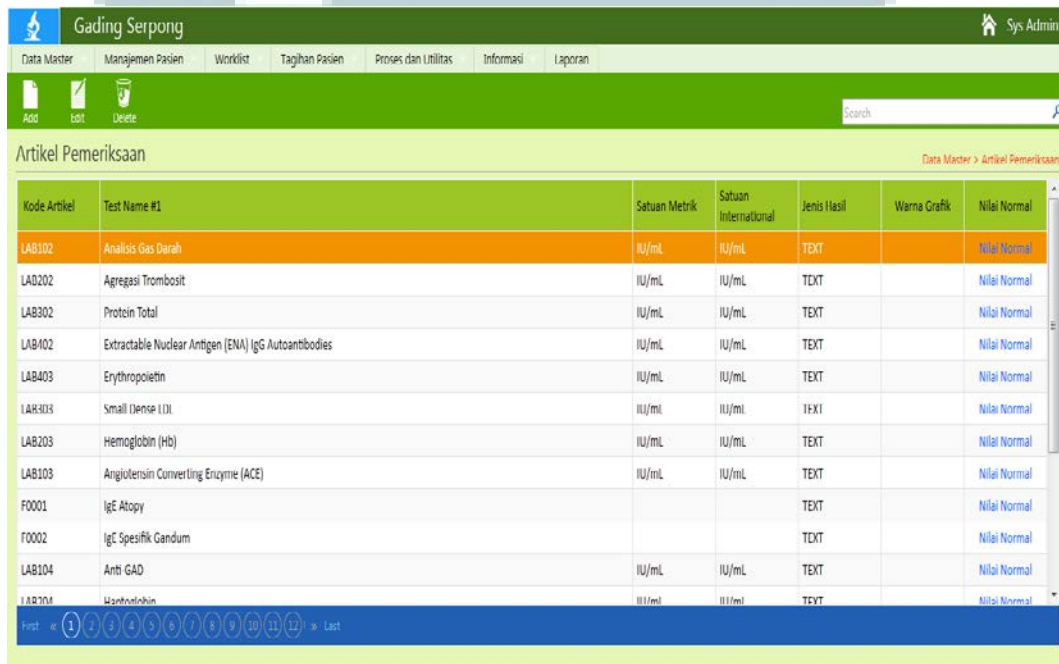 Gading Serpong Sys Admin
Data Master Manajemen Pasien Worklist Tagihan Pasien Proses dan Utilitas Informasi Laporan
Add Edit Delete Search
Artikel Pemeriksaan Data Master > Artikel Pemeriksaan
Kode Artikel Test Name #1 Satuan Metrik Satuan International Jenis Hasil Warna Grafik Nilai Normal
LAB102 Analisis Gas Darah IU/mL IU/mL TEXT Nilai Normal
LAB202 Agregasi Trombosit IU/mL IU/mL TEXT Nilai Normal
LAB302 Protein Total IU/mL IU/mL TEXT Nilai Normal
LAB402 Extractable Nuclear Antigen (ENA) IgG Autoantibodies IU/mL IU/mL TEXT Nilai Normal
LAB403 Erythropoietin IU/mL IU/mL TEXT Nilai Normal
LAB303 Small Dense LDL IU/mL IU/mL TEXT Nilai Normal
LAB203 Hemoglobin (Hb) IU/mL IU/mL TEXT Nilai Normal
LAB103 Angiotensin Converting Enzyme (ACE) IU/mL IU/mL TEXT Nilai Normal
F0001 IgE Atopy TEXT Nilai Normal
F0002 IgE Spesifik Gandum TEXT Nilai Normal
LAB104 Anti GAD IU/mL IU/mL TEXT Nilai Normal
LAB204 Haptoglobin IU/mL IU/mL TEXT Nilai Normal
First « 1 2 3 4 5 6 7 8 9 10 11 12 » Last